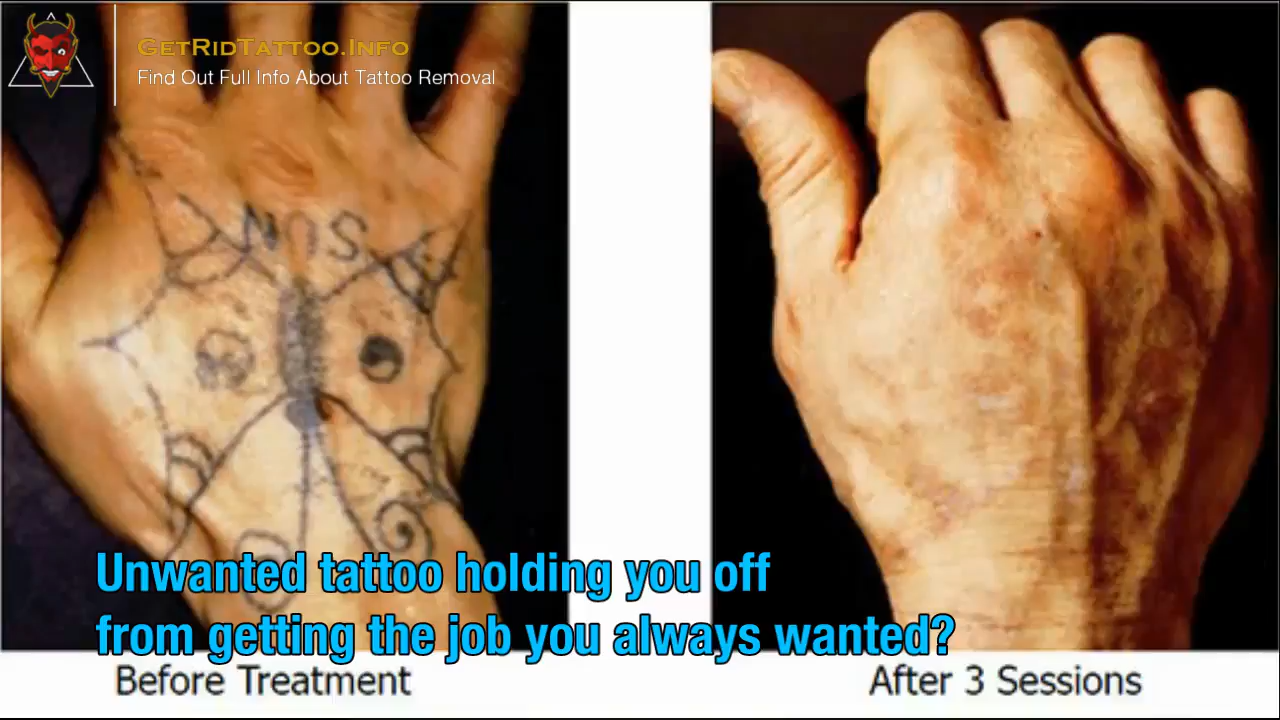 GetRidTattoo.Info
Find Out Full Info About Tattoo Removal
SUN
Unwanted tattoo holding you off
from getting the job you always wanted?
Before Treatment
After 3 Sessions